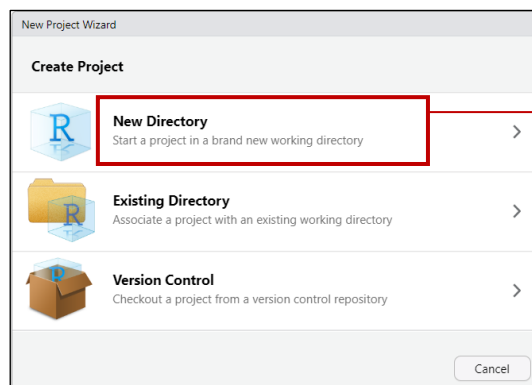 New Project Wizard
Create Project
New Directory
Start a project in a brand new working directory
Existing Directory
Associate a project with an existing working directory
Version Control
Checkout a project from a version control repository
Cancel